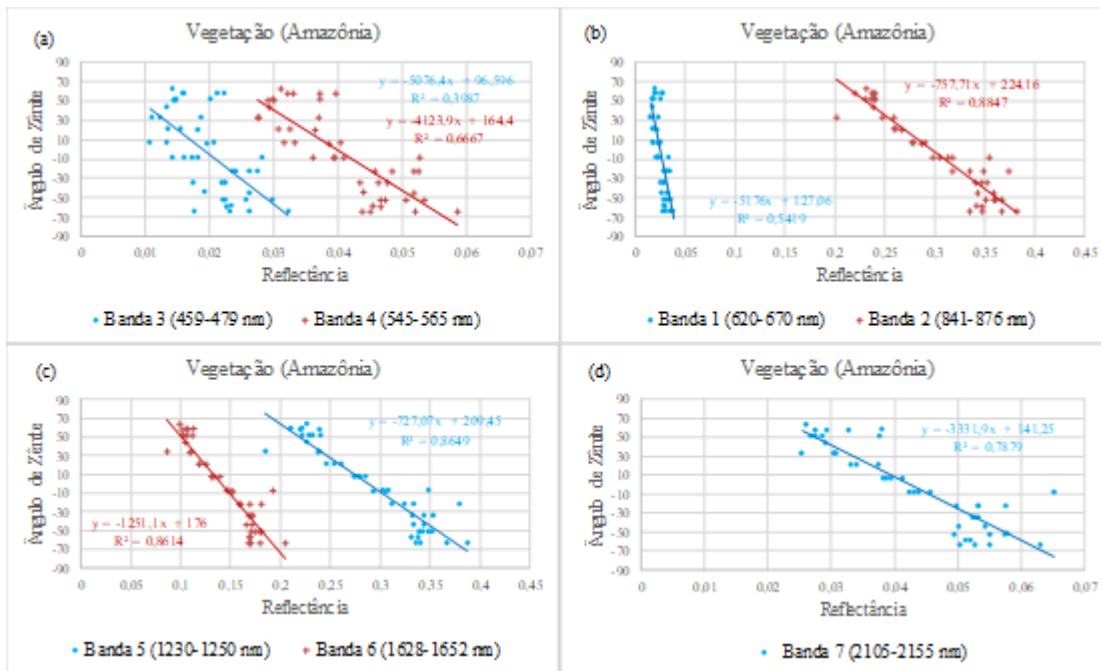 (a)
Vegetação (Amazônia)
y = -5076,4x + 96,596
R² = 0,3987
y = -4123,9x + 164,4
R² = 0,6667
Ângulo de Zênite
90
70
50
30
10
-10
-30
-50
-70
-90
0 0,01 0,02 0,03 0,04 0,05 0,06 0,07
Reflectância
Banda 3 (459-479 nm) Banda 4 (545-565 nm)
(b)
Vegetação (Amazônia)
y = -757,71x + 224,16
R² = 0,8847
y = -5176x + 127,06
R² = 0,5419
Ângulo de Zênite
90
70
50
30
10
-10
-30
-50
-70
-90
0 0,05 0,1 0,15 0,2 0,25 0,3 0,35 0,4 0,45
Reflectância
Banda 1 (620-670 nm) Banda 2 (841-876 nm)
(c)
Vegetação (Amazônia)
y = -727,07x + 209,45
R² = 0,8649
y = -1251,1x + 176
R² = 0,8614
Ângulo de Zênite
90
70
50
30
10
-10
-30
-50
-70
-90
0 0,05 0,1 0,15 0,2 0,25 0,3 0,35 0,4 0,45
Reflectância
Banda 5 (1230-1250 nm) Banda 6 (1628-1652 nm)
(d)
Vegetação (Amazônia)
y = -3331,9x + 141,25
R² = 0,7879
Ângulo de Zênite
90
70
50
30
10
-10
-30
-50
-70
-90
0 0,01 0,02 0,03 0,04 0,05 0,06 0,07
Reflectância
Banda 7 (2105-2155 nm)